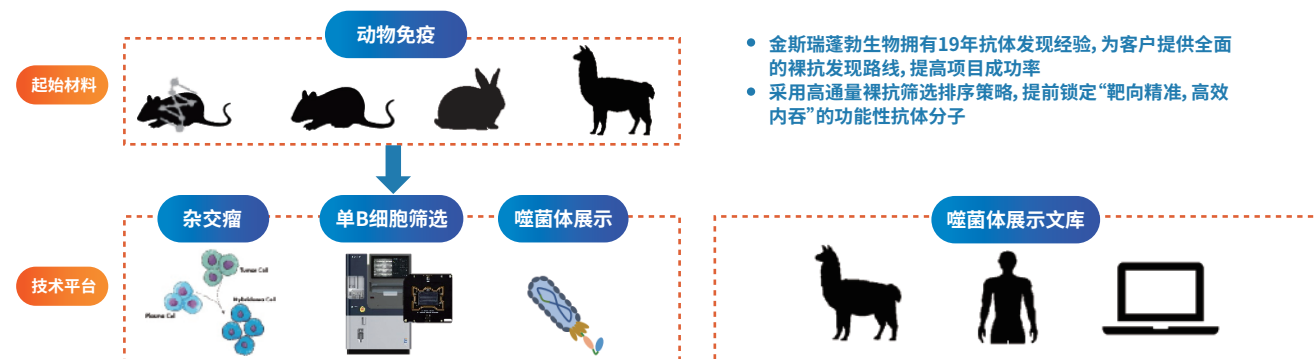 动物免疫
起始材料
• 金斯瑞蓬勃生物拥有19年抗体发现经验, 为客户提供全面
的裸抗发现路线, 提高项目成功率
• 采用高通量裸抗筛选排序策略, 提前锁定“靶向精准, 高效
内吞”的功能性抗体分子
杂交瘤
单B细胞筛选
噬菌体展示
噬菌体展示文库
技术平台
Tumor Cell
Hybridoma Cell
Plasma Cell